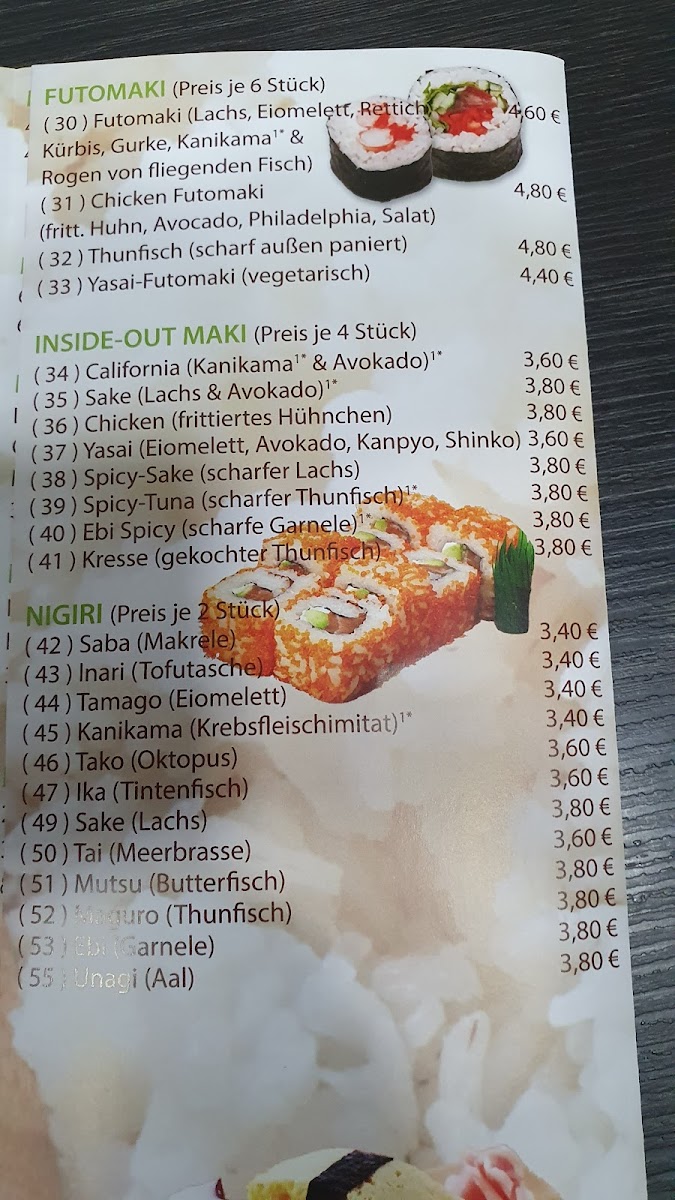 FUTOMAKI (Preis je 6 Stück)
( 30 ) Futomaki (Lachs, Eiomelett, Rettich 4,60 €
Kürbis, Gurke, Kanikama¹* &
Rogen von fliegenden Fisch)
( 31 ) Chicken Futomaki 4,80 €
(fritt. Huhn, Avocado, Philadelphia, Salat)
( 32 ) Thunfisch (scharf außen paniert) 4,80 €
( 33 ) Yasai-Futomaki (vegetarisch) 4,40 €
INSIDE-OUT MAKI (Preis je 4 Stück)
( 34 ) California (Kanikama¹* & Avokado)¹* 3,60 €
( 35 ) Sake (Lachs & Avokado)¹* 3,80 €
( 36 ) Chicken (frittiertes Hühnchen) 3,80 €
( 37 ) Yasai (Eiomelett, Avokado, Kanpyo, Shinko) 3,60 €
( 38 ) Spicy-Sake (scharfer Lachs) 3,80 €
( 39 ) Spicy-Tuna (scharfer Thunfisch)¹* 3,80 €
( 40 ) Ebi Spicy (scharfe Garnele)¹* 3,80 €
( 41 ) Kresse (gekochter Thunfisch) 3,80 €
NIGIRI (Preis je 2 Stück)
( 42 ) Saba (Makrele) 3,40 €
( 43 ) Inari (Tofutasche) 3,40 €
( 44 ) Tamago (Eiomelett) 3,40 €
( 45 ) Kanikama (Krebsfleischimitat)¹* 3,40 €
( 46 ) Tako (Oktopus) 3,60 €
( 47 ) Ika (Tintenfisch) 3,60 €
( 49 ) Sake (Lachs) 3,80 €
( 50 ) Tai (Meerbrasse) 3,60 €
( 51 ) Mutsu (Butterfisch) 3,80 €
( 52 ) Maguro (Thunfisch) 3,80 €
( 53 ) Ebi (Garnele) 3,80 €
( 55 ) Unagi (Aal) 3,80 €